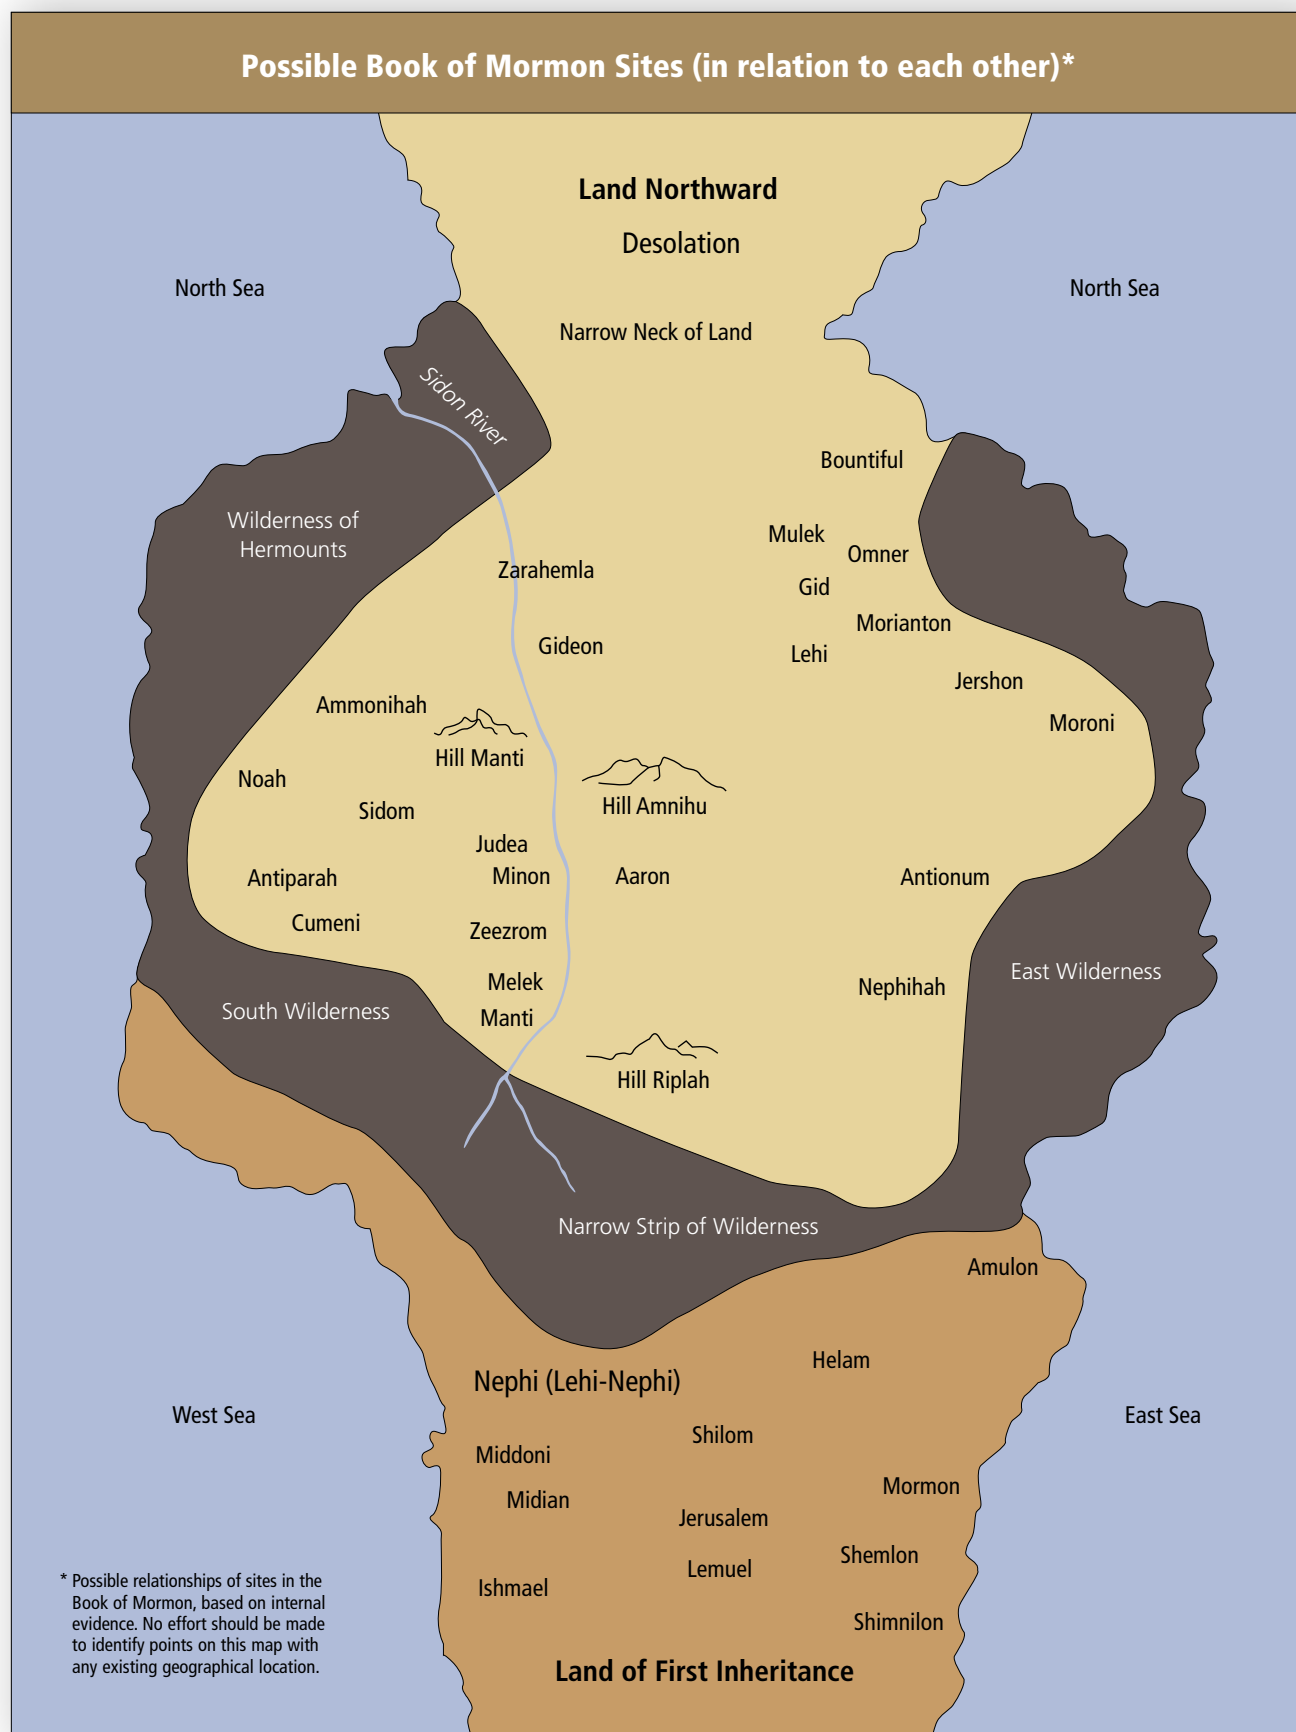 Possible Book of Mormon Sites (in relation to each other)*
Land Northward
Desolation
North Sea
North Sea
Narrow Neck of Land
Sidon River
Bountiful
Wilderness of
Hermounts
Mulek
Omner
Zarahemla
Gid
Morianton
Gideon
Lehi
Jershon
Ammonihah
Moroni
Hill Manti
Noah
Hill Amnihu
Sidom
Judea
Antiparah
Minon
Aaron
Antionum
Cumeni
Zeezrom
East Wilderness
Melek
Nephihah
South Wilderness
Manti
Hill Riplah
Narrow Strip of Wilderness
Amulon
Helam
Nephi (Lehi-Nephi)
West Sea
East Sea
Shilom
Middoni
Mormon
Midian
Jerusalem
Shemlon
Lemuel
Ishmael
Shimnilon
Land of First Inheritance
* Possible relationships of sites in the
Book of Mormon, based on internal
evidence. No effort should be made
to identify points on this map with
any existing geographical location.